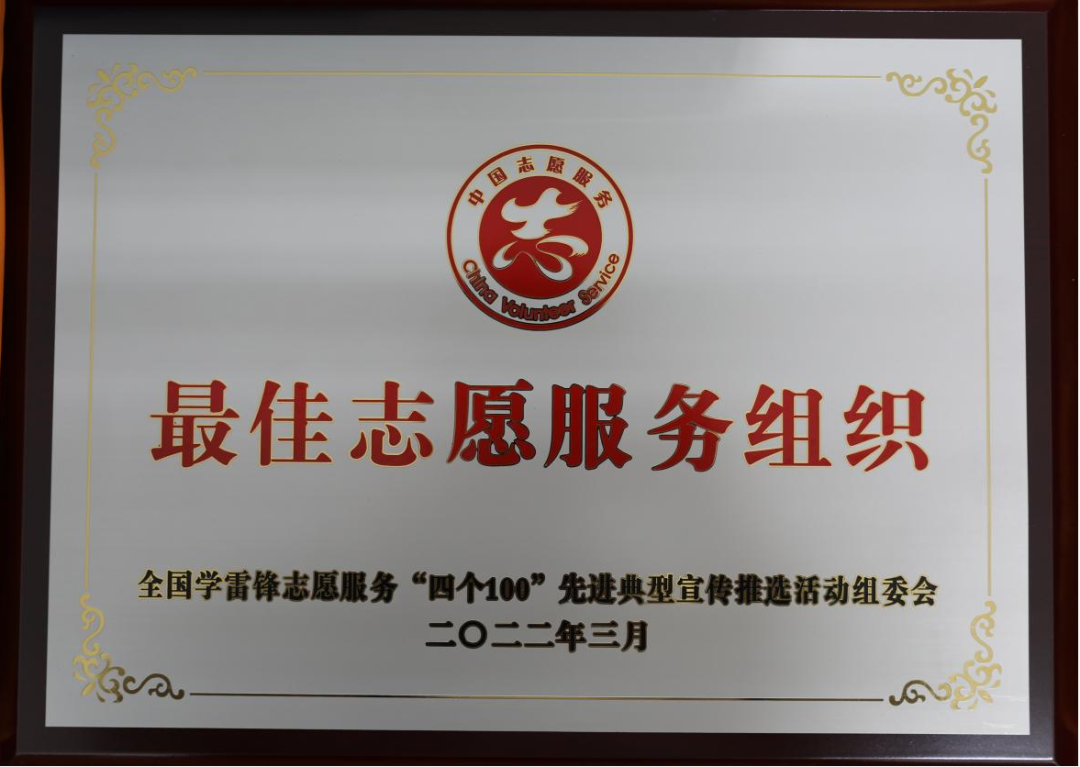 中国志愿服务
志
China Volunteer Service
最佳志愿服务组织
全国学雷锋志愿服务“四个100”先进典型宣传推选活动组委会
二〇二二年三月